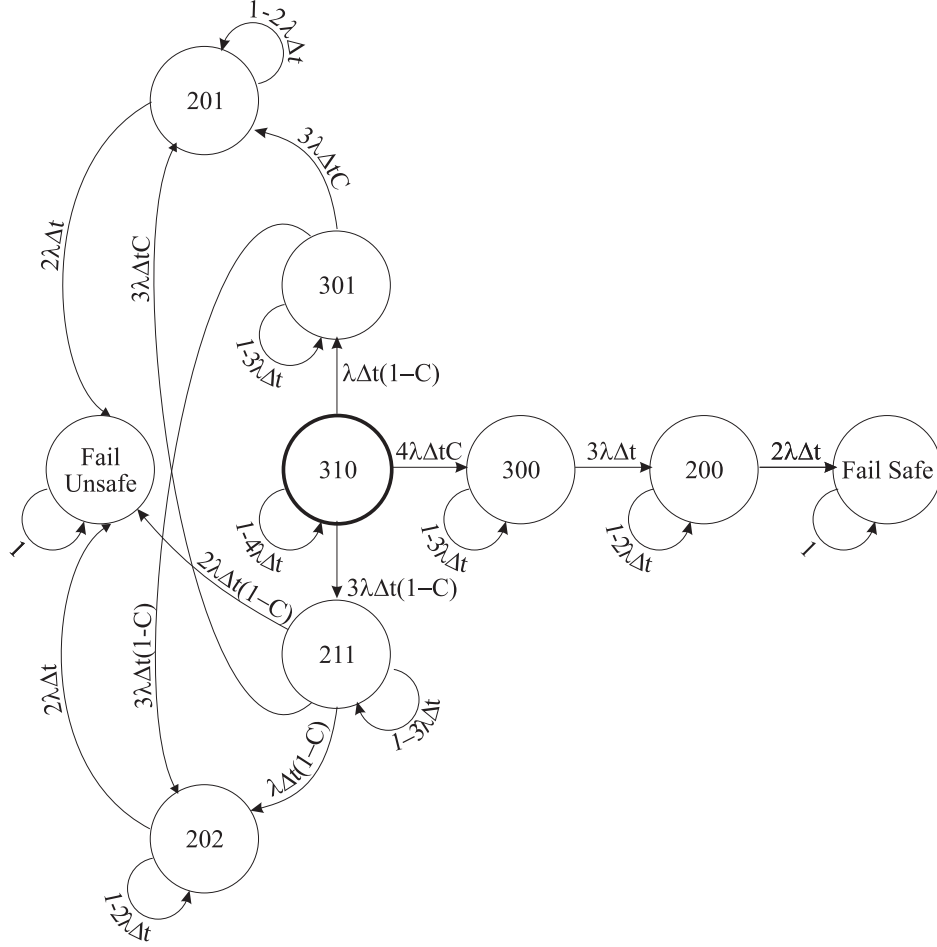 1-2λΔt
201
3λΔtC
2λΔt
3λΔtC
301
1-3λΔt
λΔt(1−C)
Fail
Unsafe
310
4λΔtC
300
3λΔt
200
2λΔt
Fail Safe
1
1-4λΔt
1-3λΔt
1-2λΔt
1
2λΔt(1−C)
3λΔt(1−C)
3λΔt(1-C)
211
2λΔt
1−3λΔt
λΔt(1−C)
202
1-2λΔt